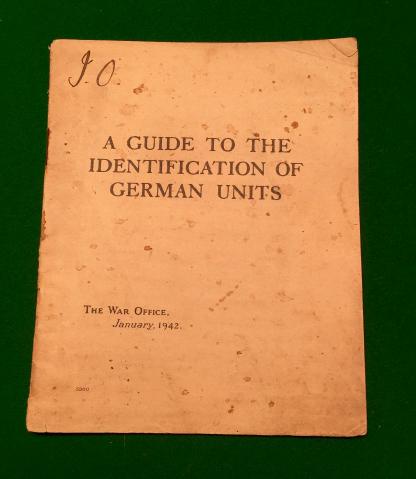 I.O.
A GUIDE TO THE
IDENTIFICATION OF
GERMAN UNITS
THE WAR OFFICE,
January, 1942.